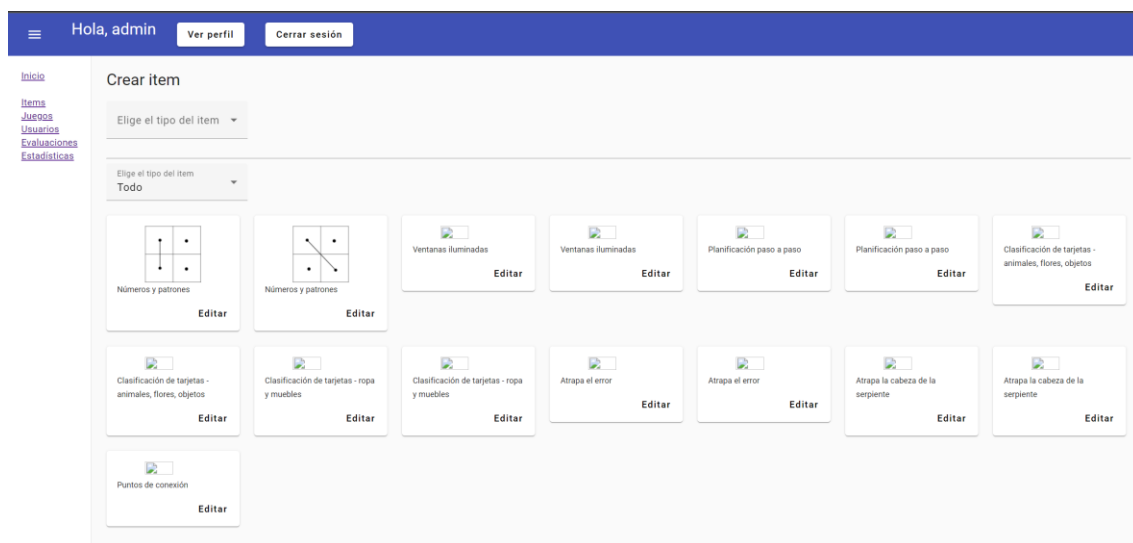 Hola, admin
Ver perfil
Cerrar sesión
Inicio
Items
Juegos
Usuarios
Evaluaciones
Estadísticas
Crear item
Elige el tipo del item
Elige el tipo del item
Todo
Números y patrones
Editar
Números y patrones
Editar
Ventanas iluminadas
Editar
Ventanas iluminadas
Editar
Planificación paso a paso
Editar
Planificación paso a paso
Editar
Clasificación de tarjetas -
animales, flores, objetos
Editar
Clasificación de tarjetas -
animales, flores, objetos
Editar
Clasificación de tarjetas - ropa
y muebles
Editar
Clasificación de tarjetas - ropa
y muebles
Editar
Atrapa el error
Editar
Atrapa el error
Editar
Atrapa la cabeza de la
serpiente
Editar
Atrapa la cabeza de la
serpiente
Editar
Puntos de conexión
Editar